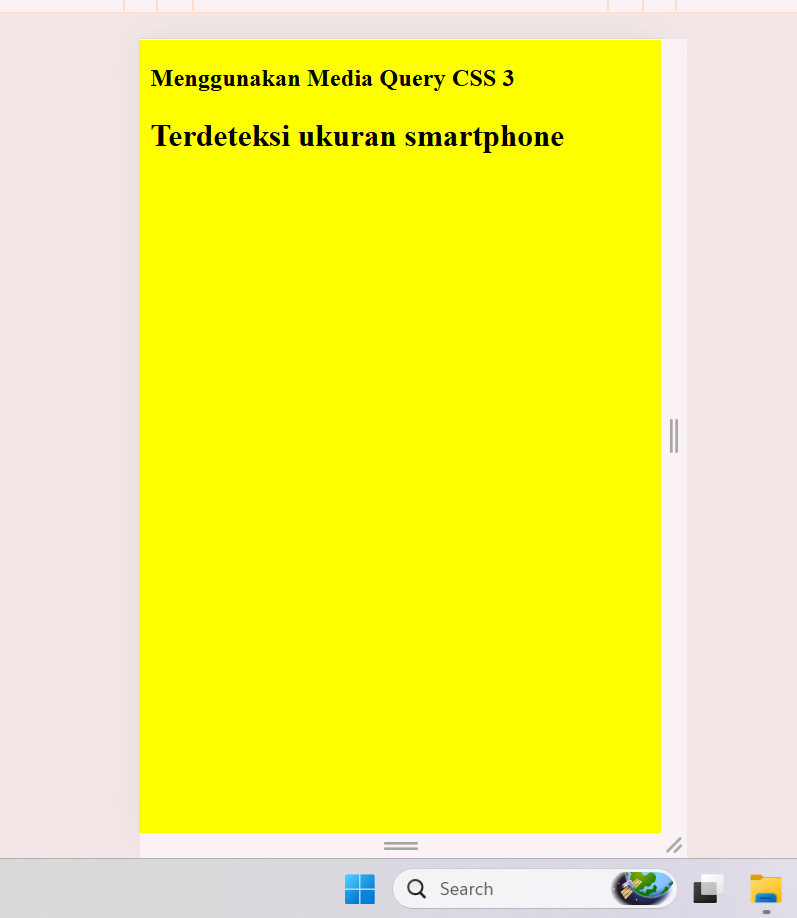 Menggunakan Media Query CSS 3
Terdeteksi ukuran smartphone
Search